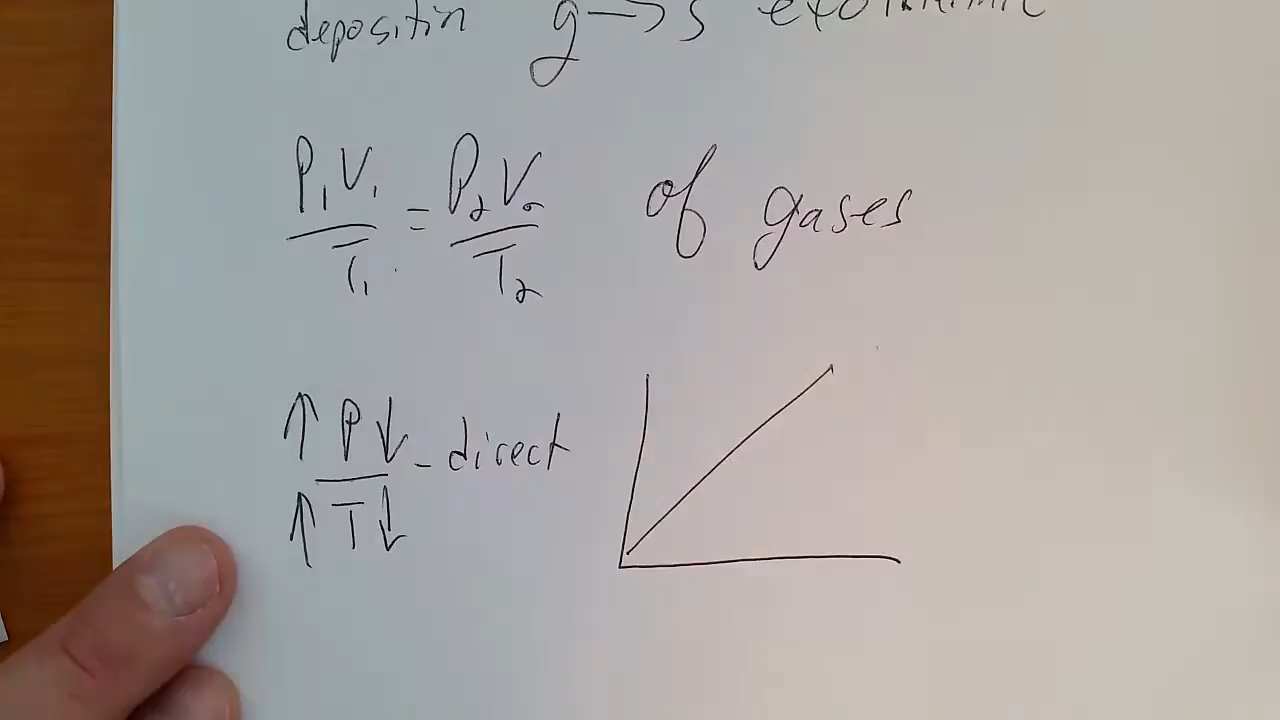 depositin g → s
P₁V₁/T₁ = P₂V₂/T₂ of gases
↑P↓/↑T↓ - direct